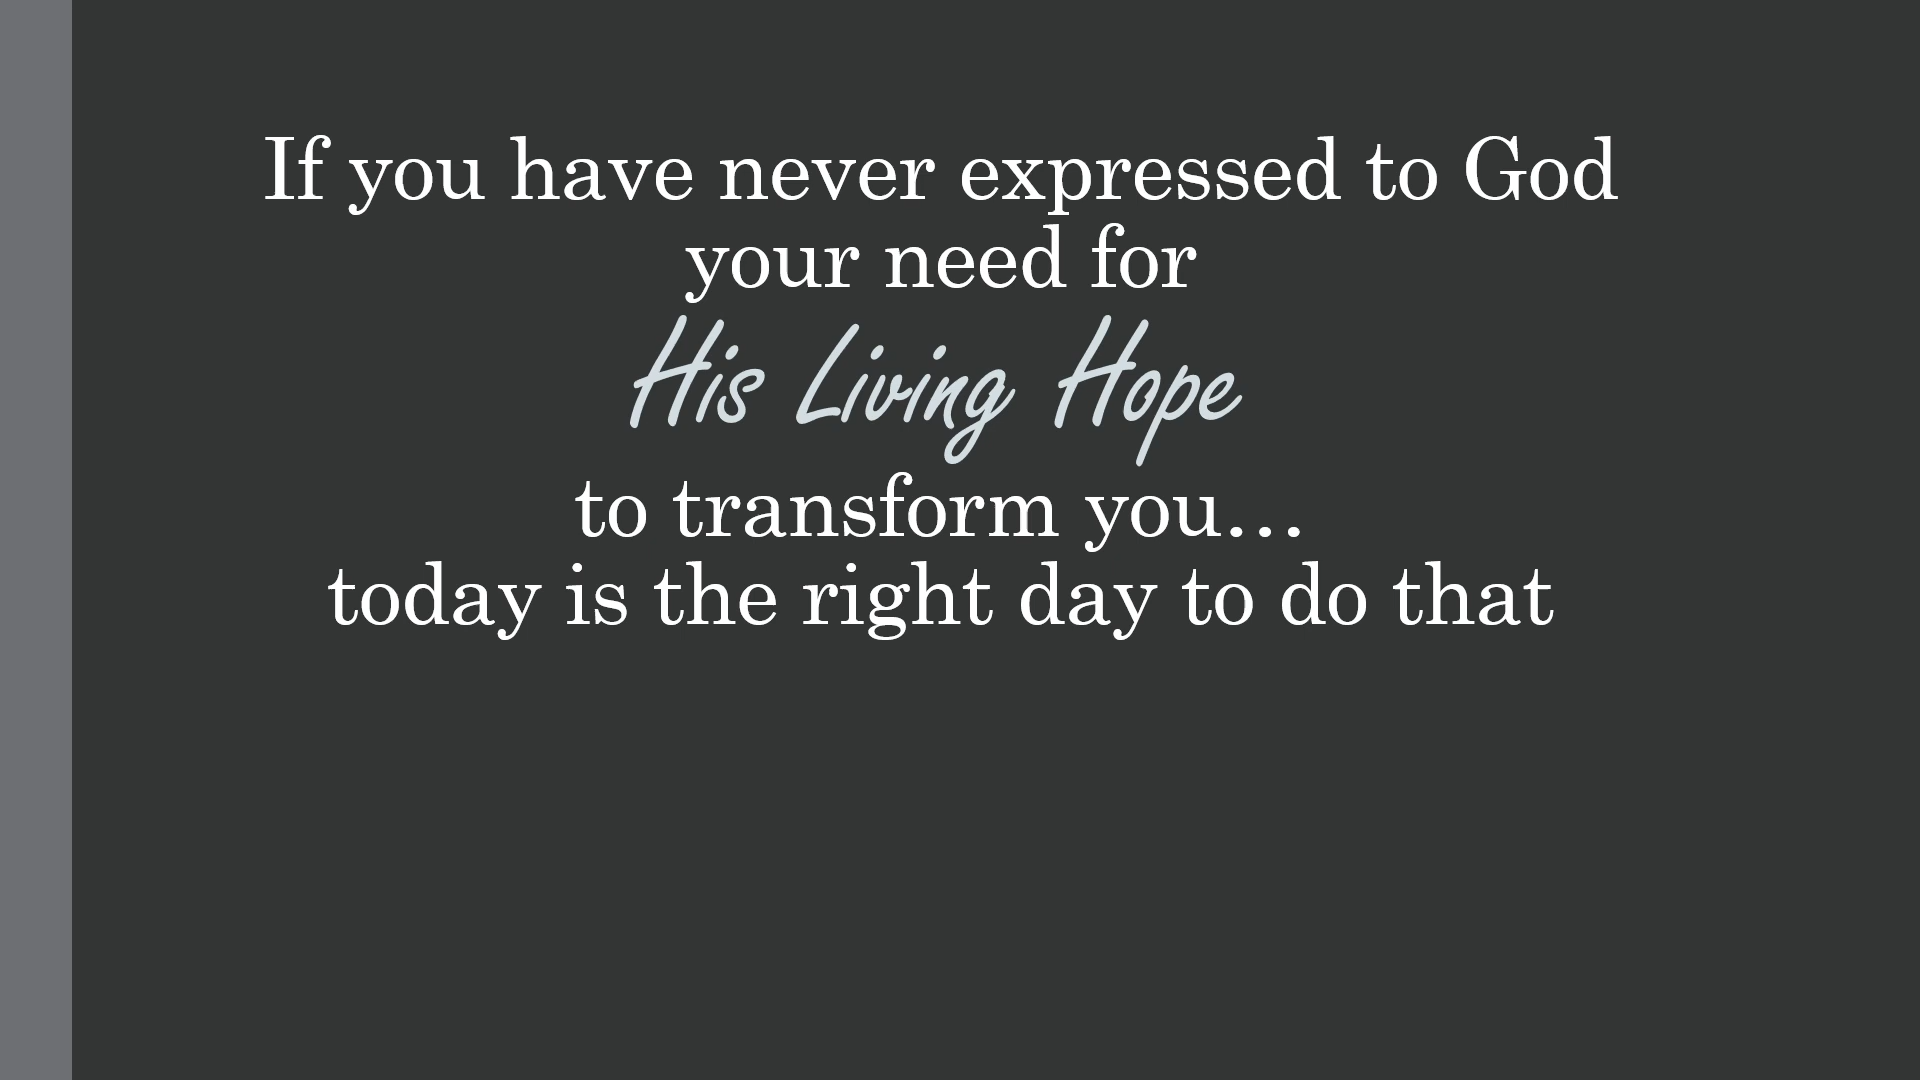 If you have never expressed to God
your need for
His Living Hope
to transform you…
today is the right day to do that